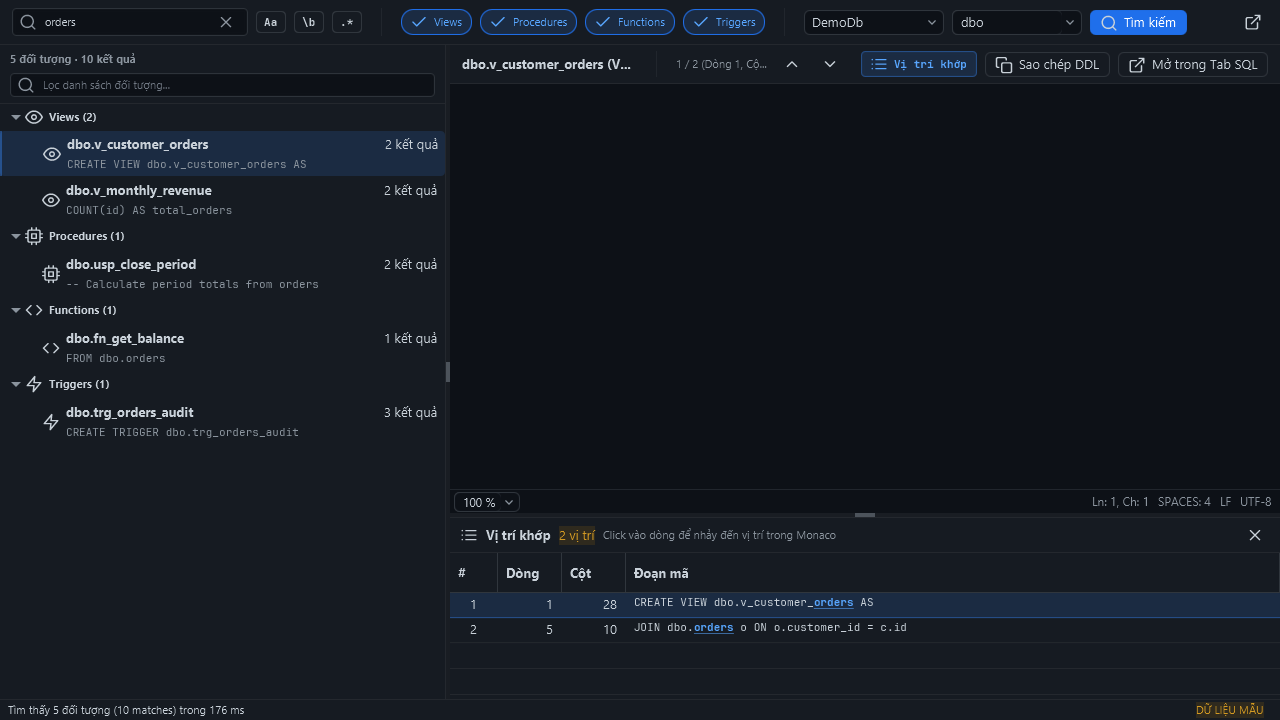 orders
Aa
\b
.*
Views
Procedures
Functions
Triggers
DemoDb
dbo
Tìm kiếm
5 đối tượng · 10 kết quả
Lọc danh sách đối tượng...
Views (2)
dbo.v_customer_orders 2 kết quả
CREATE VIEW dbo.v_customer_orders AS
dbo.v_monthly_revenue 2 kết quả
COUNT(id) AS total_orders
Procedures (1)
dbo.usp_close_period 2 kết quả
-- Calculate period totals from orders
Functions (1)
dbo.fn_get_balance 1 kết quả
FROM dbo.orders
Triggers (1)
dbo.trg_orders_audit 3 kết quả
CREATE TRIGGER dbo.trg_orders_audit
dbo.v_customer_orders (V...
1 / 2 (Dòng 1, Cộ...
Vị trí khớp
Sao chép DDL
Mở trong Tab SQL
100 %
Ln: 1, Ch: 1 SPACES: 4 LF UTF-8
Vị trí khớp 2 vị trí Click vào dòng để nhảy đến vị trí trong Monaco
# Dòng Cột Đoạn mã
1 1 28 CREATE VIEW dbo.v_customer_orders AS
2 5 10 JOIN dbo.orders o ON o.customer_id = c.id
Tìm thấy 5 đối tượng (10 matches) trong 176 ms
DỮ LIỆU MẪU